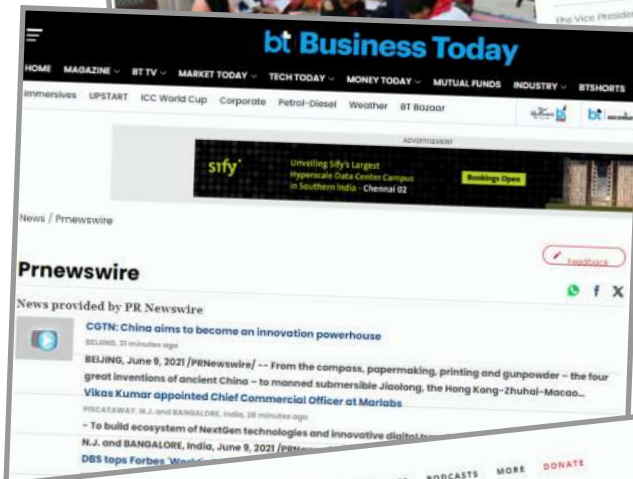 the Vice President
bt Business Today
HOME MAGAZINE BT TV MARKET TODAY TECH TODAY MONEY TODAY MUTUAL FUNDS INDUSTRY BTSHORTS
Immersives UPSTART ICC World Cup Corporate Petrol-Diesel Weather BT Bazaar
ADVERTISEMENT
sify
Unveiling Sify's Largest
Hyperscale Data Center Campus
in Southern India - Chennai 02
Bookings Open
News / Prnewswire
Feedback
Prnewswire
News provided by PR Newswire
CGTN: China aims to become an innovation powerhouse
BEIJING, 21 minutes ago
BEIJING, June 9, 2021 /PRNewswire/ -- From the compass, papermaking, printing and gunpowder – the four
great inventions of ancient China – to manned submersible Jiaolong, the Hong Kong-Zhuhai-Macao...
Vikas Kumar appointed Chief Commercial Officer at Marlabs
PISCATAWAY, N.J. and BANGALORE, India, 28 minutes ago
- To build ecosystem of NextGen technologies and innovative digital
N.J. and BANGALORE, India, June 9, 2021
DBS tops Forbes
PODCASTS MORE DONATE